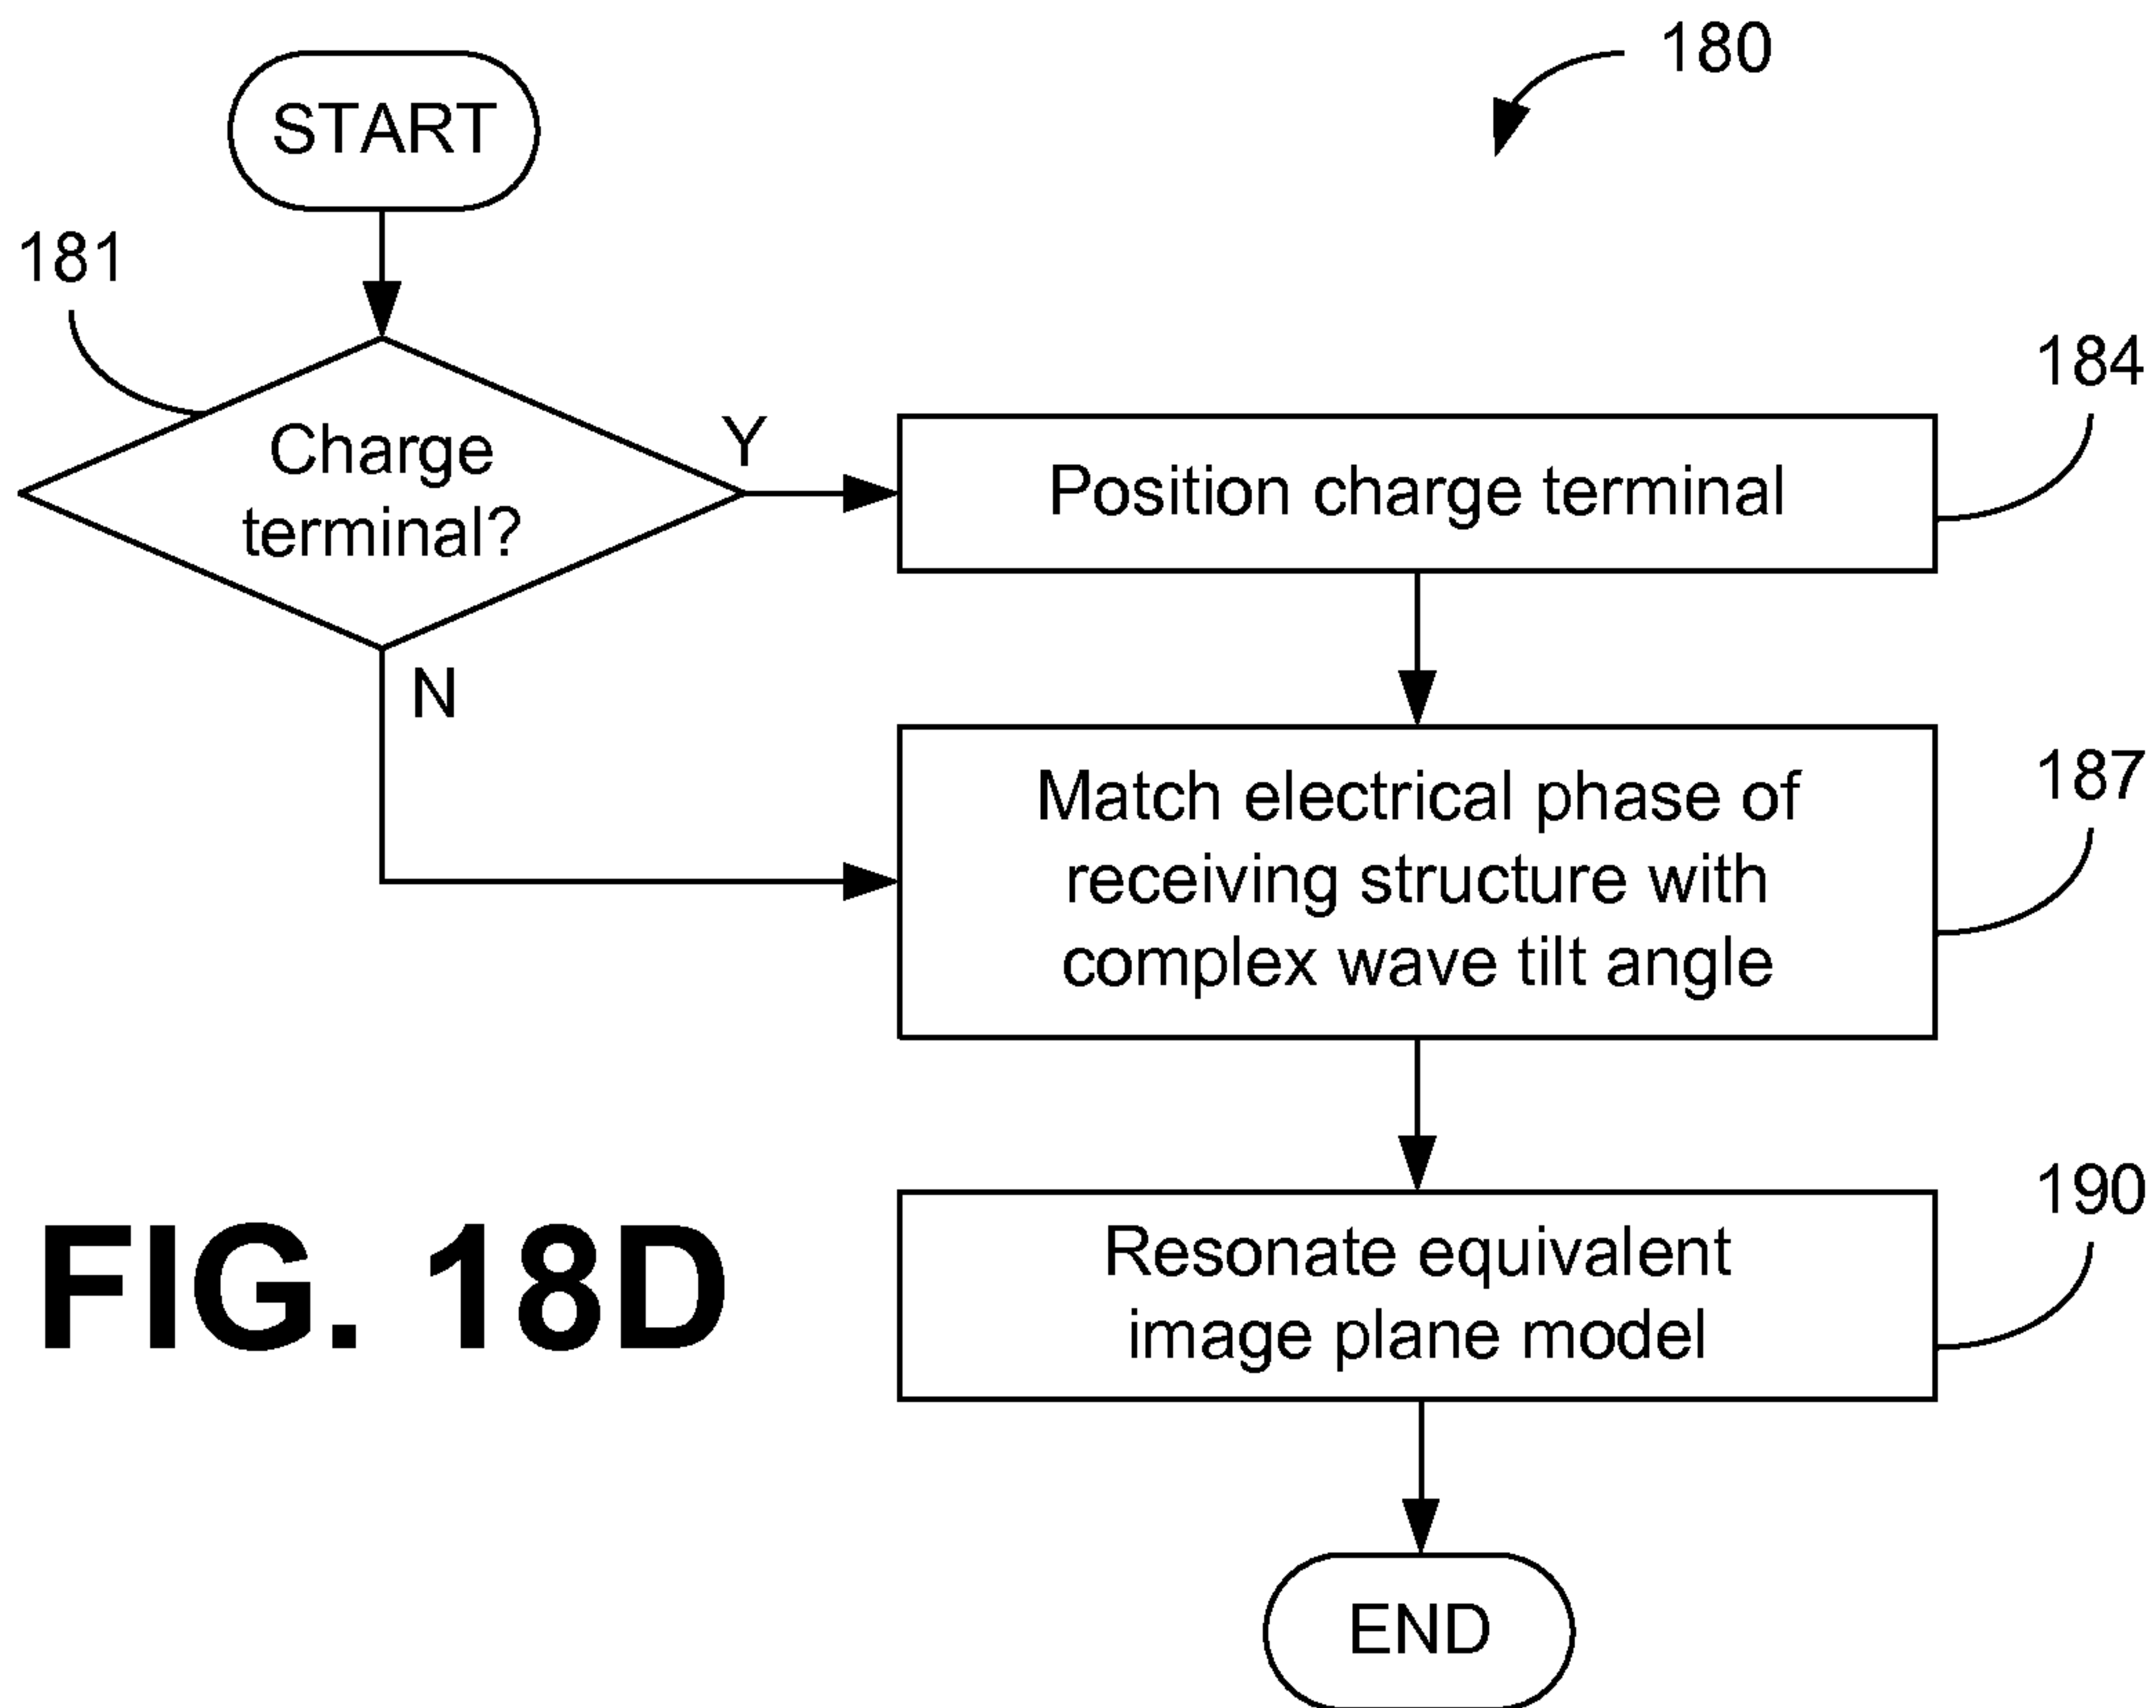 180
START
181
Charge
terminal?
Y
N
Position charge terminal
184
Match electrical phase of
receiving structure with
complex wave tilt angle
187
Resonate equivalent
image plane model
190
END
FIG. 18D